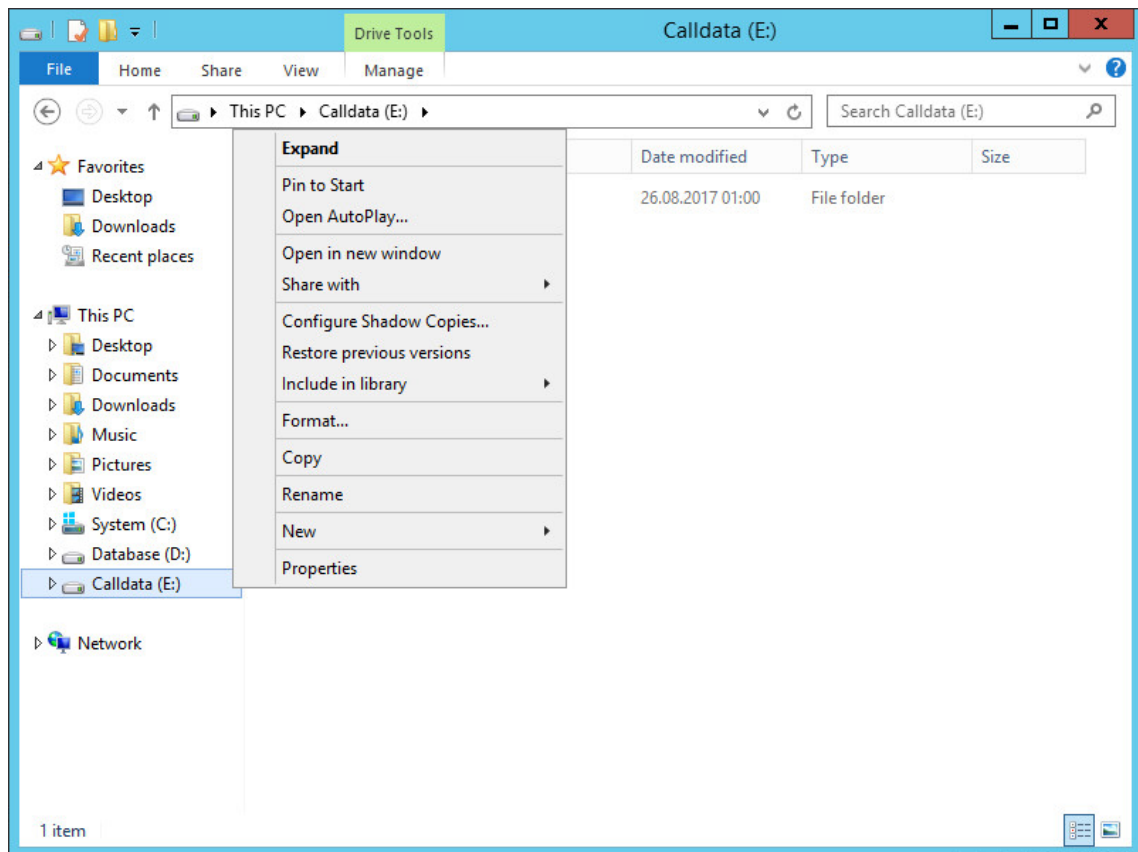 Drive Tools
Calldata (E:)
File Home Share View Manage
This PC Calldata (E:)
Search Calldata (E:)
Favorites
Desktop
Downloads
Recent places
This PC
Desktop
Documents
Downloads
Music
Pictures
Videos
System (C:)
Database (D:)
Calldata (E:)
Network
Expand
Pin to Start
Open AutoPlay...
Open in new window
Share with
Configure Shadow Copies...
Restore previous versions
Include in library
Format...
Copy
Rename
New
Properties
Date modified Type Size
26.08.2017 01:00 File folder
1 item